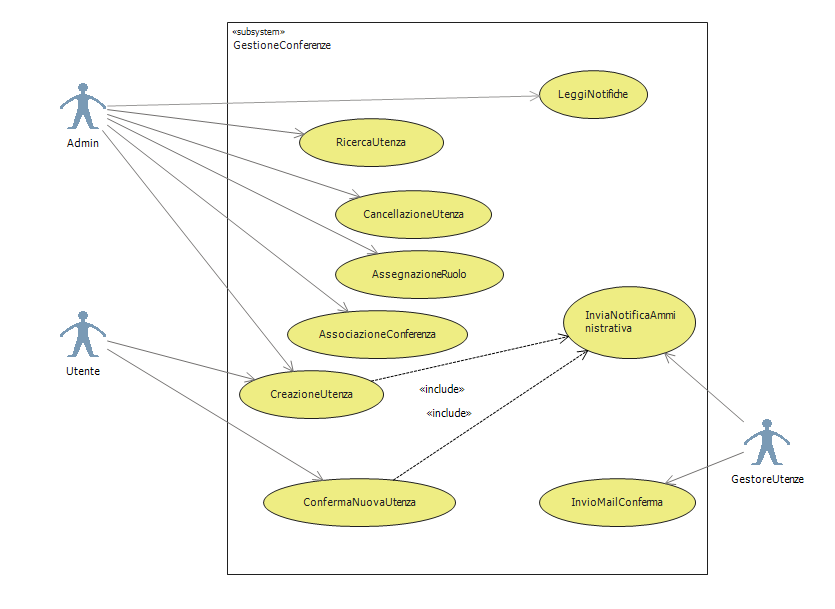 «subsystem»
GestioneConferenze
LeggiNotifiche
Admin
RicercaUtenza
CancellazioneUtenza
AssegnazioneRuolo
InviaNotificaAmmi
nistrativa
AssociazioneConferenza
Utente
«include»
CreazioneUtenza
«include»
GestoreUtenze
ConfermaNuovaUtenza
InvioMailConferma